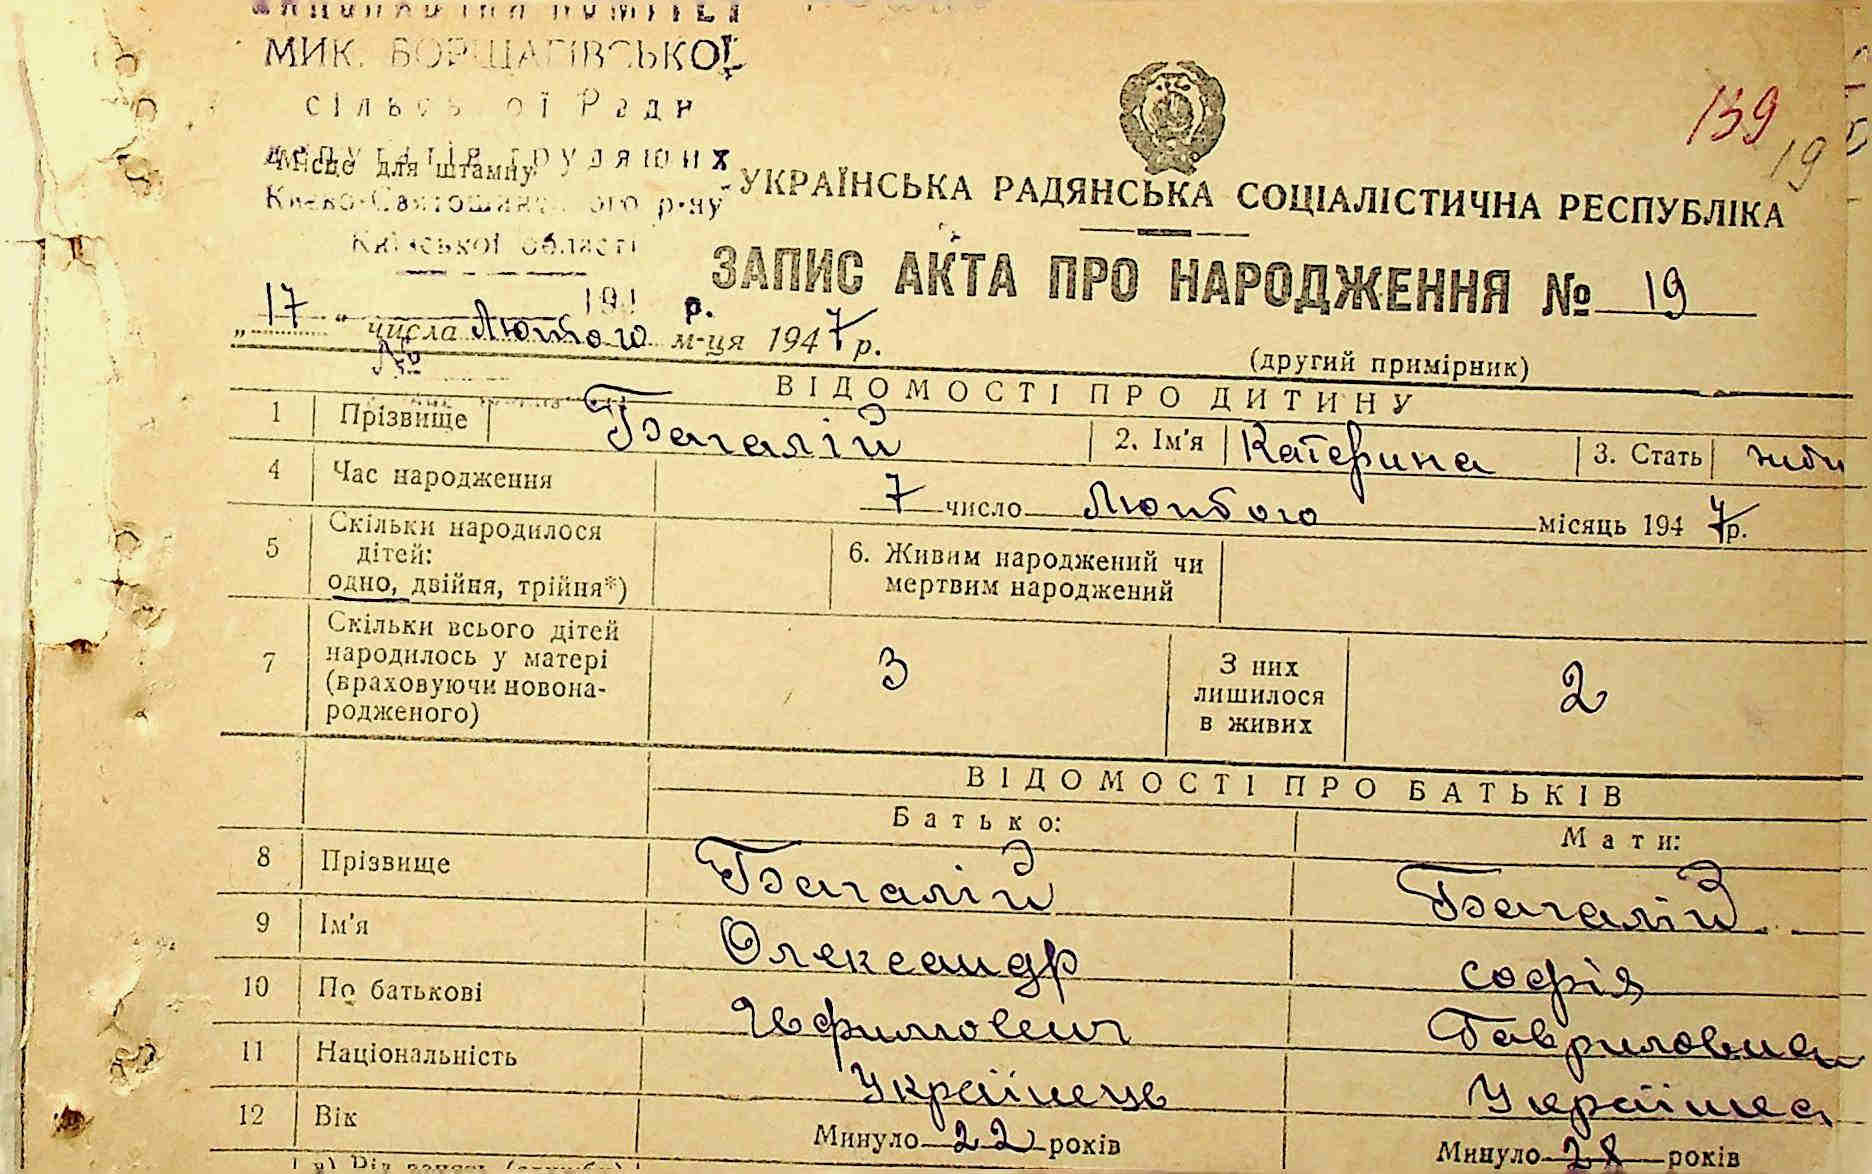 МИК. БОРЩАГІВСЬКОЇ
сільської Ради
депутатів трудящих
Місце для штампу
Києво-Святошинського р-ну
Київської області
139
19
УКРАЇНСЬКА РАДЯНСЬКА СОЦІАЛІСТИЧНА РЕСПУБЛІКА
ЗАПИС АКТА ПРО НАРОДЖЕННЯ № 19
„17“ числа Лютого м-ця 1947 р.
(другий примірник)
ВІДОМОСТІ ПРО ДИТИНУ
1 Прізвище Багалій 2. Ім'я Катерина 3. Стать
4 Час народження 7 число Лютого місяць 1947 р.
5 Скільки народилося дітей: одно, двійня, трійня*) 6. Живим народжений чи мертвим народжений
7 Скільки всього дітей народилось у матері (враховуючи новонародженого) 3 З них лишилося в живих 2
ВІДОМОСТІ ПРО БАТЬКІВ
Батько: Мати:
8 Прізвище Багалій Багалій
9 Ім'я Олександр Софія
10 По батькові Юфимович Гавриловна
11 Національність Українець Українка
12 Вік Минуло 22 років Минуло 28 років